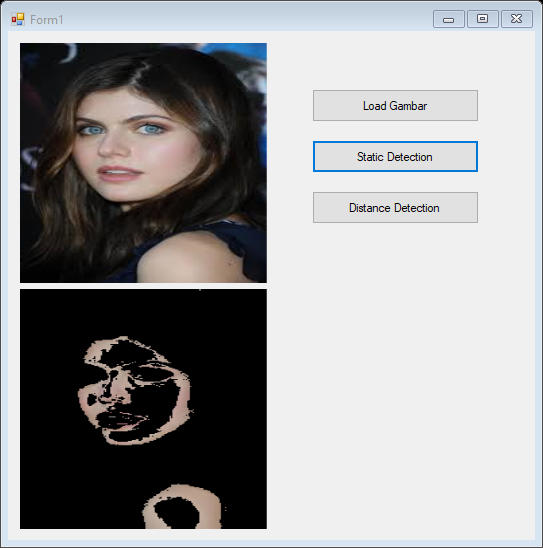 Form1
Load Gambar
Static Detection
Distance Detection